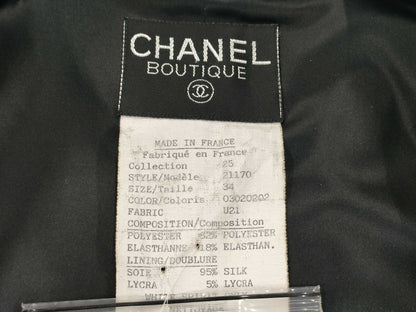 CHANEL
BOUTIQUE
MADE IN FRANCE
Fabriqué en France
Collection 25
STYLE/Modèle 21170
SIZE/Taille 34
COLOR/Coloris 03020202
FABRIC U21
COMPOSITION/Composition
POLYESTER 82% POLYESTER
ELASTHANNE 18% ELASTHAN.
LINING/DOUBLURE
SOIE 95% SILK
LYCRA 5% LYCRA
WHITE